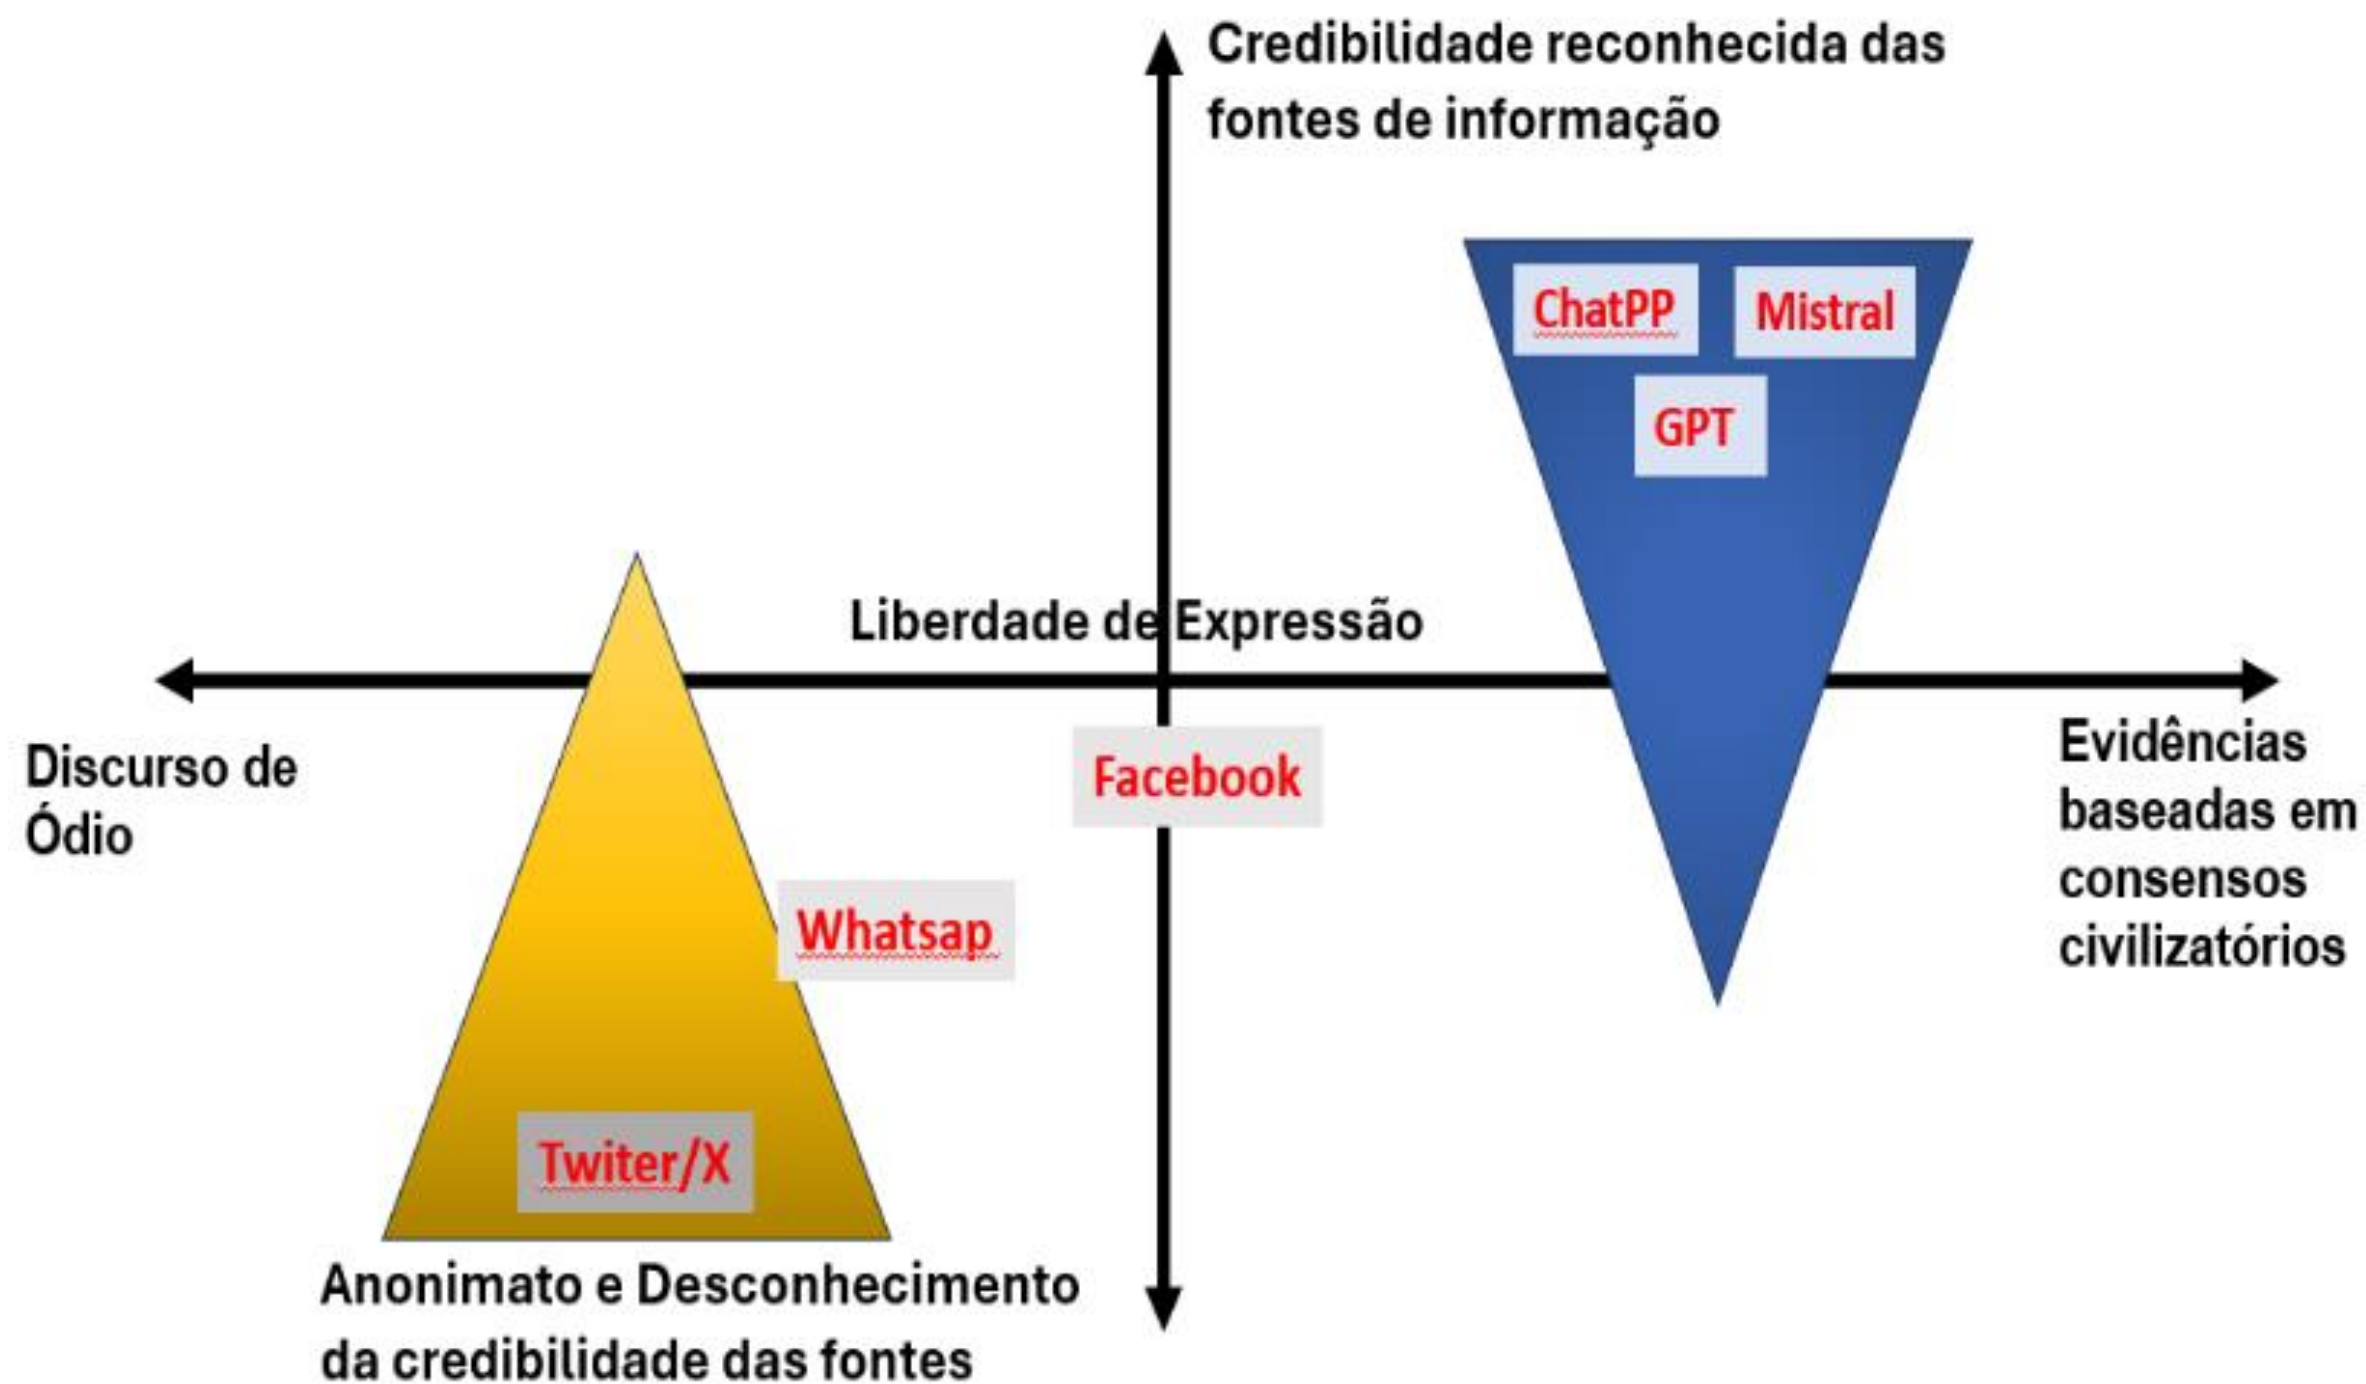 Credibilidade reconhecida das
fontes de informação
ChatPP
Mistral
GPT
Liberdade de Expressão
Discurso de
Ódio
Facebook
Evidências
baseadas em
consensos
civilizatórios
Whatsap
Twiter/X
Anonimato e Desconhecimento
da credibilidade das fontes